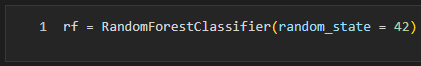 1 rf = RandomForestClassifier(random_state = 42)